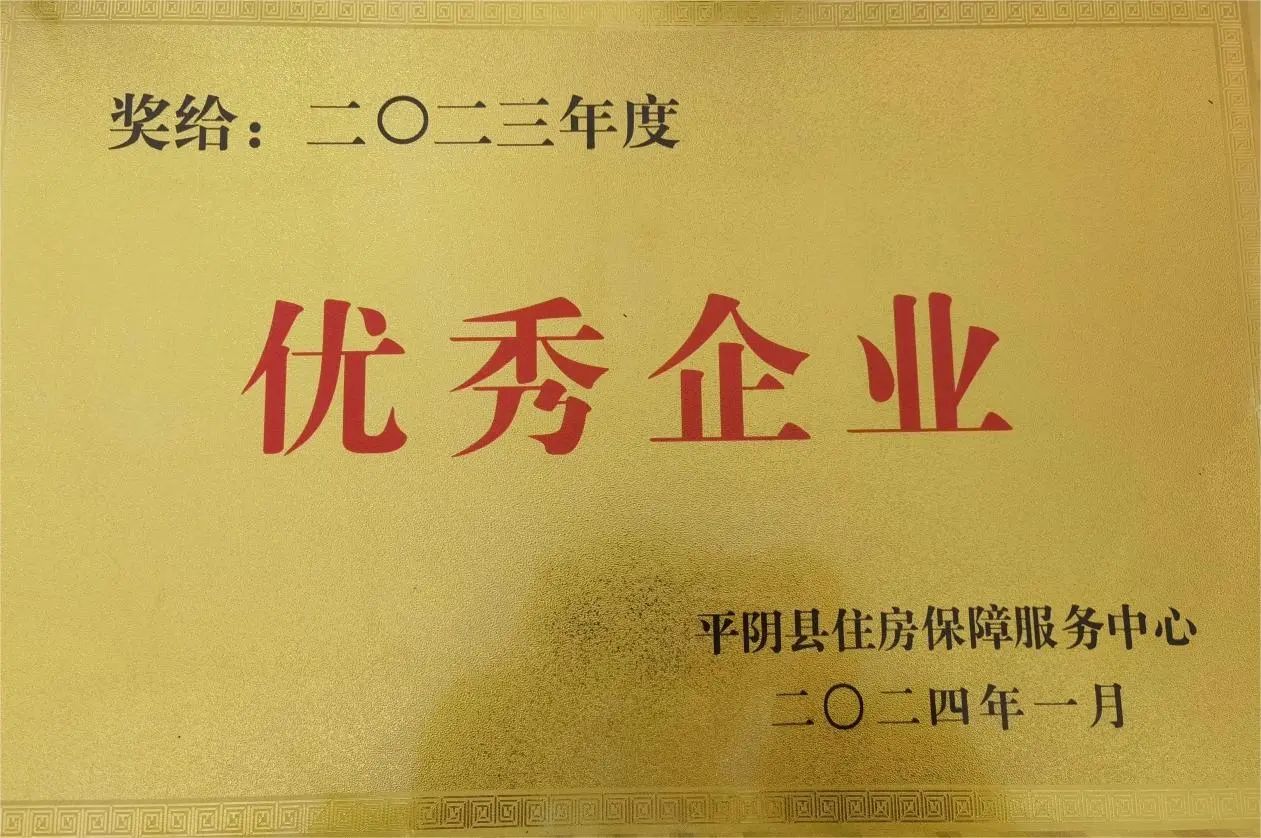 奖给：二〇二三年度
优秀企业
平阴县住房保障服务中心
二〇二四年一月